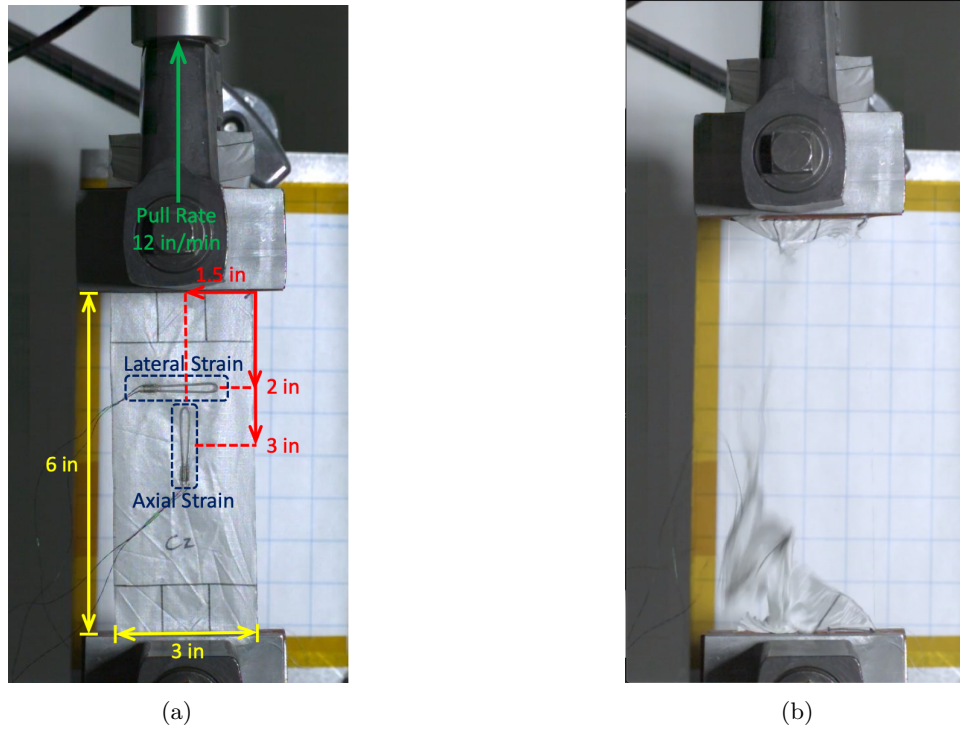 Pull Rate
12 in/min
1.5 in
Lateral Strain
2 in
3 in
6 in
Axial Strain
C2
3 in
(a)
(b)